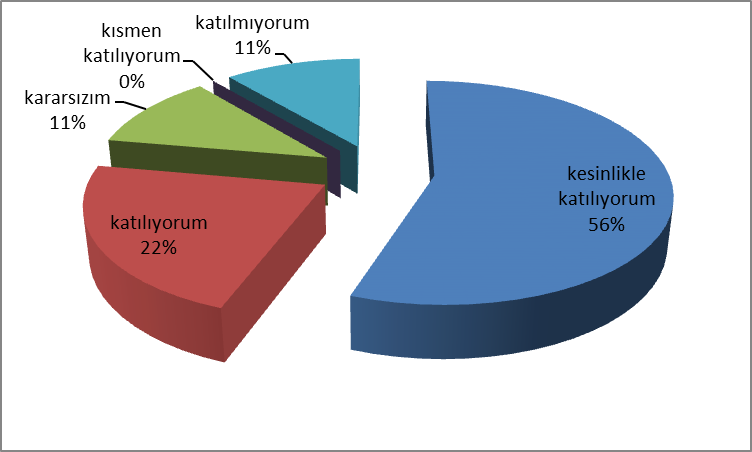 kısmen
katılıyorum
0%
katılmıyorum
11%
kararsızım
11%
kesinlikle
katılıyorum
56%
katılıyorum
22%